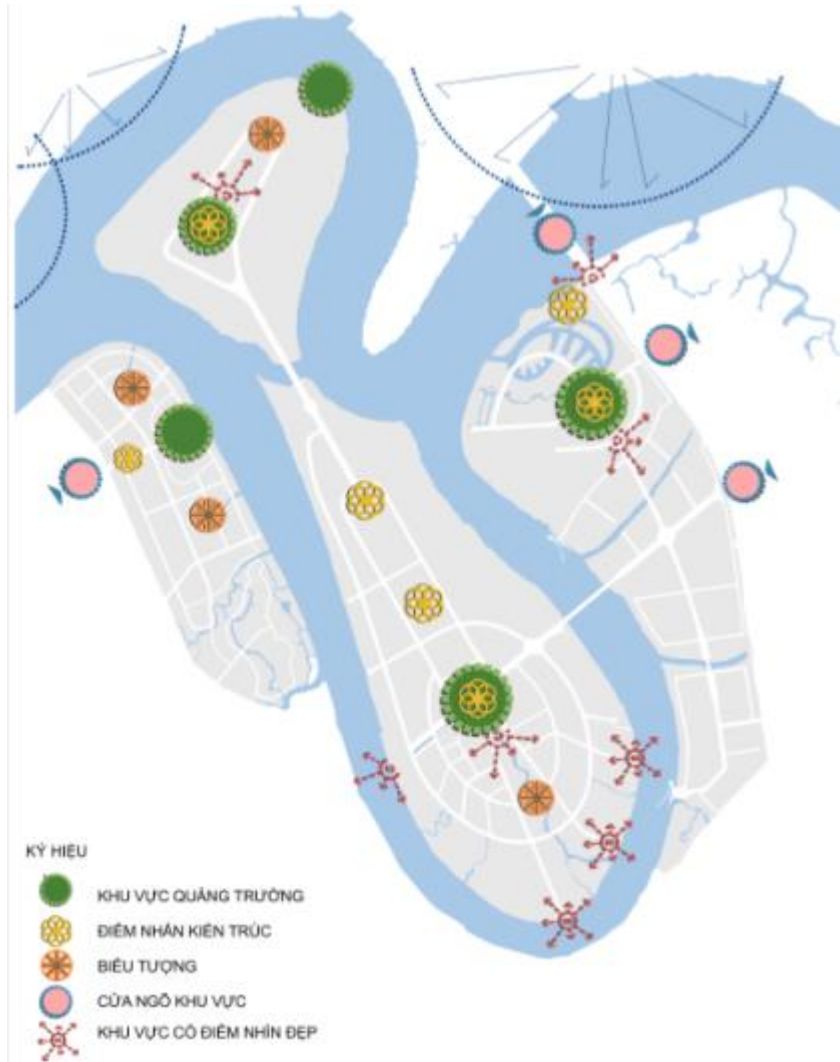 KÝ HIỆU
KHU VỰC QUẢNG TRƯỜNG
ĐIỂM NHẤN KIẾN TRÚC
BIỂU TƯỢNG
CỬA NGÕ KHU VỰC
KHU VỰC CÓ ĐIỂM NHÌN ĐẸP